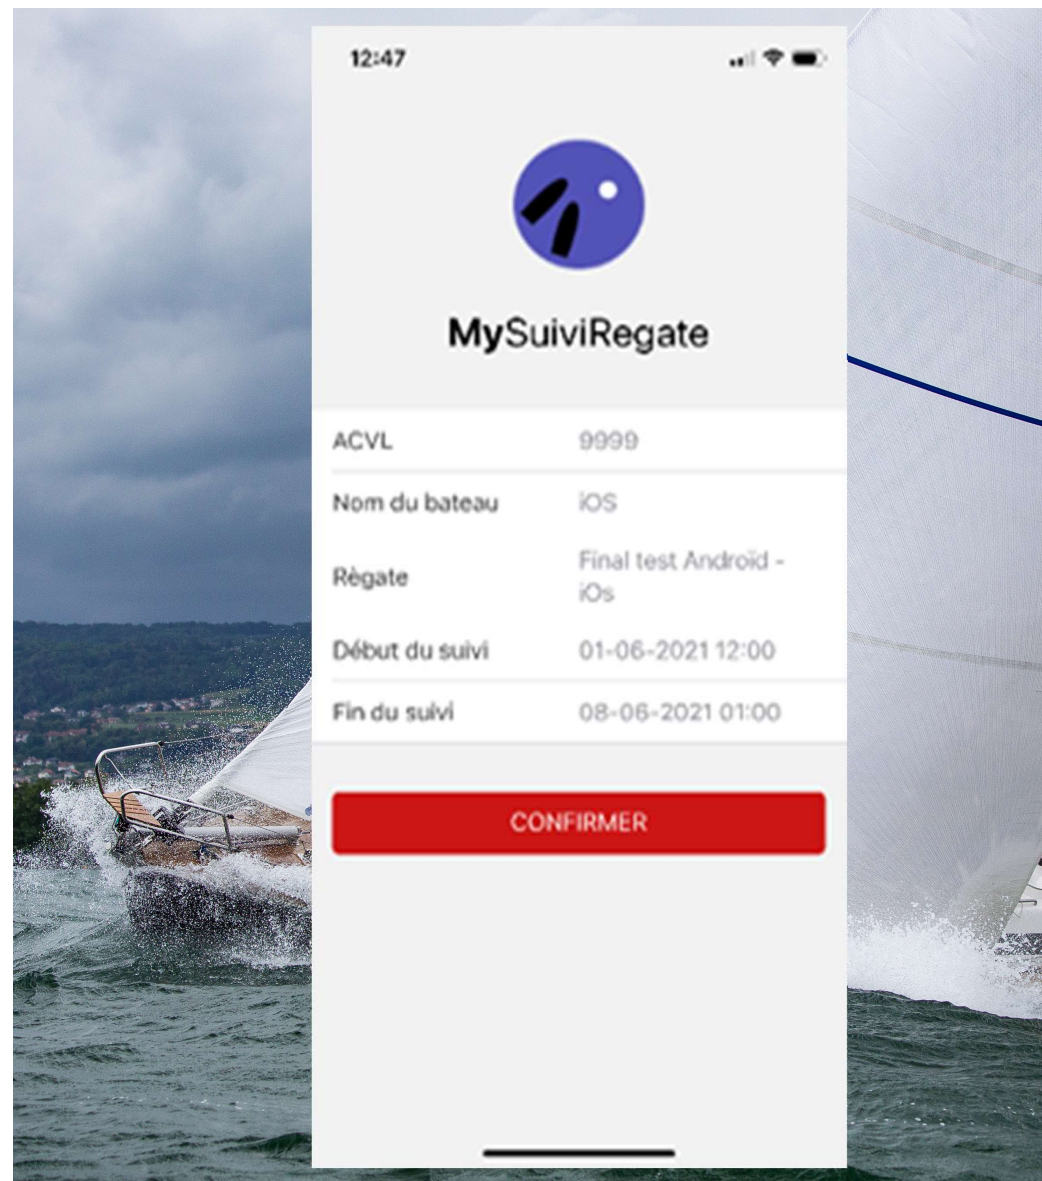 12:47
MySuiviRegate
ACVL 9999
Nom du bateau iOS
Règate Final test Androïd -
iOs
Début du suivi 01-06-2021 12:00
Fin du suivi 08-06-2021 01:00
CONFIRMER